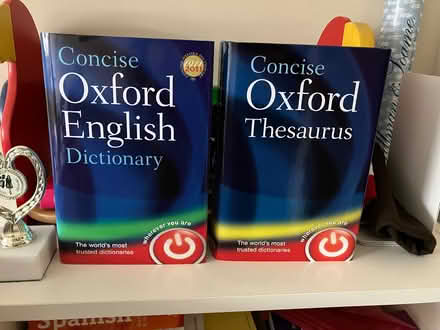 Concise
Oxford
English
Dictionary
2011
The world's most
trusted dictionaries
wherever you are
Concise
Oxford
Thesaurus
The world's most
trusted dictionaries
wherever you are
Spanish